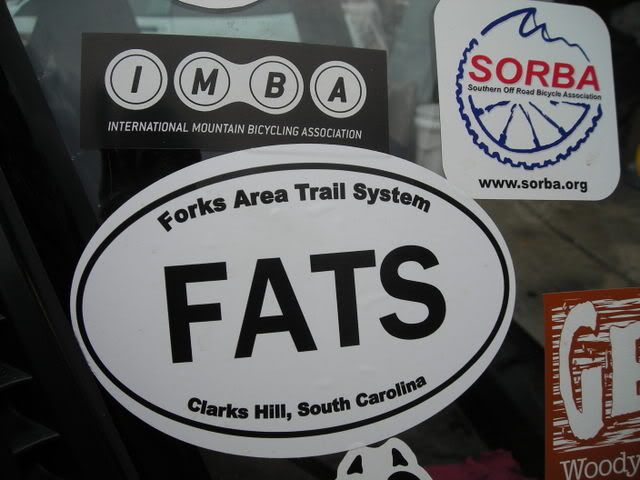 IMBA
INTERNATIONAL MOUNTAIN BICYCLING ASSOCIATION
SORBA
Southern Off Road Bicycle Association
www.sorba.org
Forks Area Trail System
FATS
Clarks Hill, South Carolina
Woody